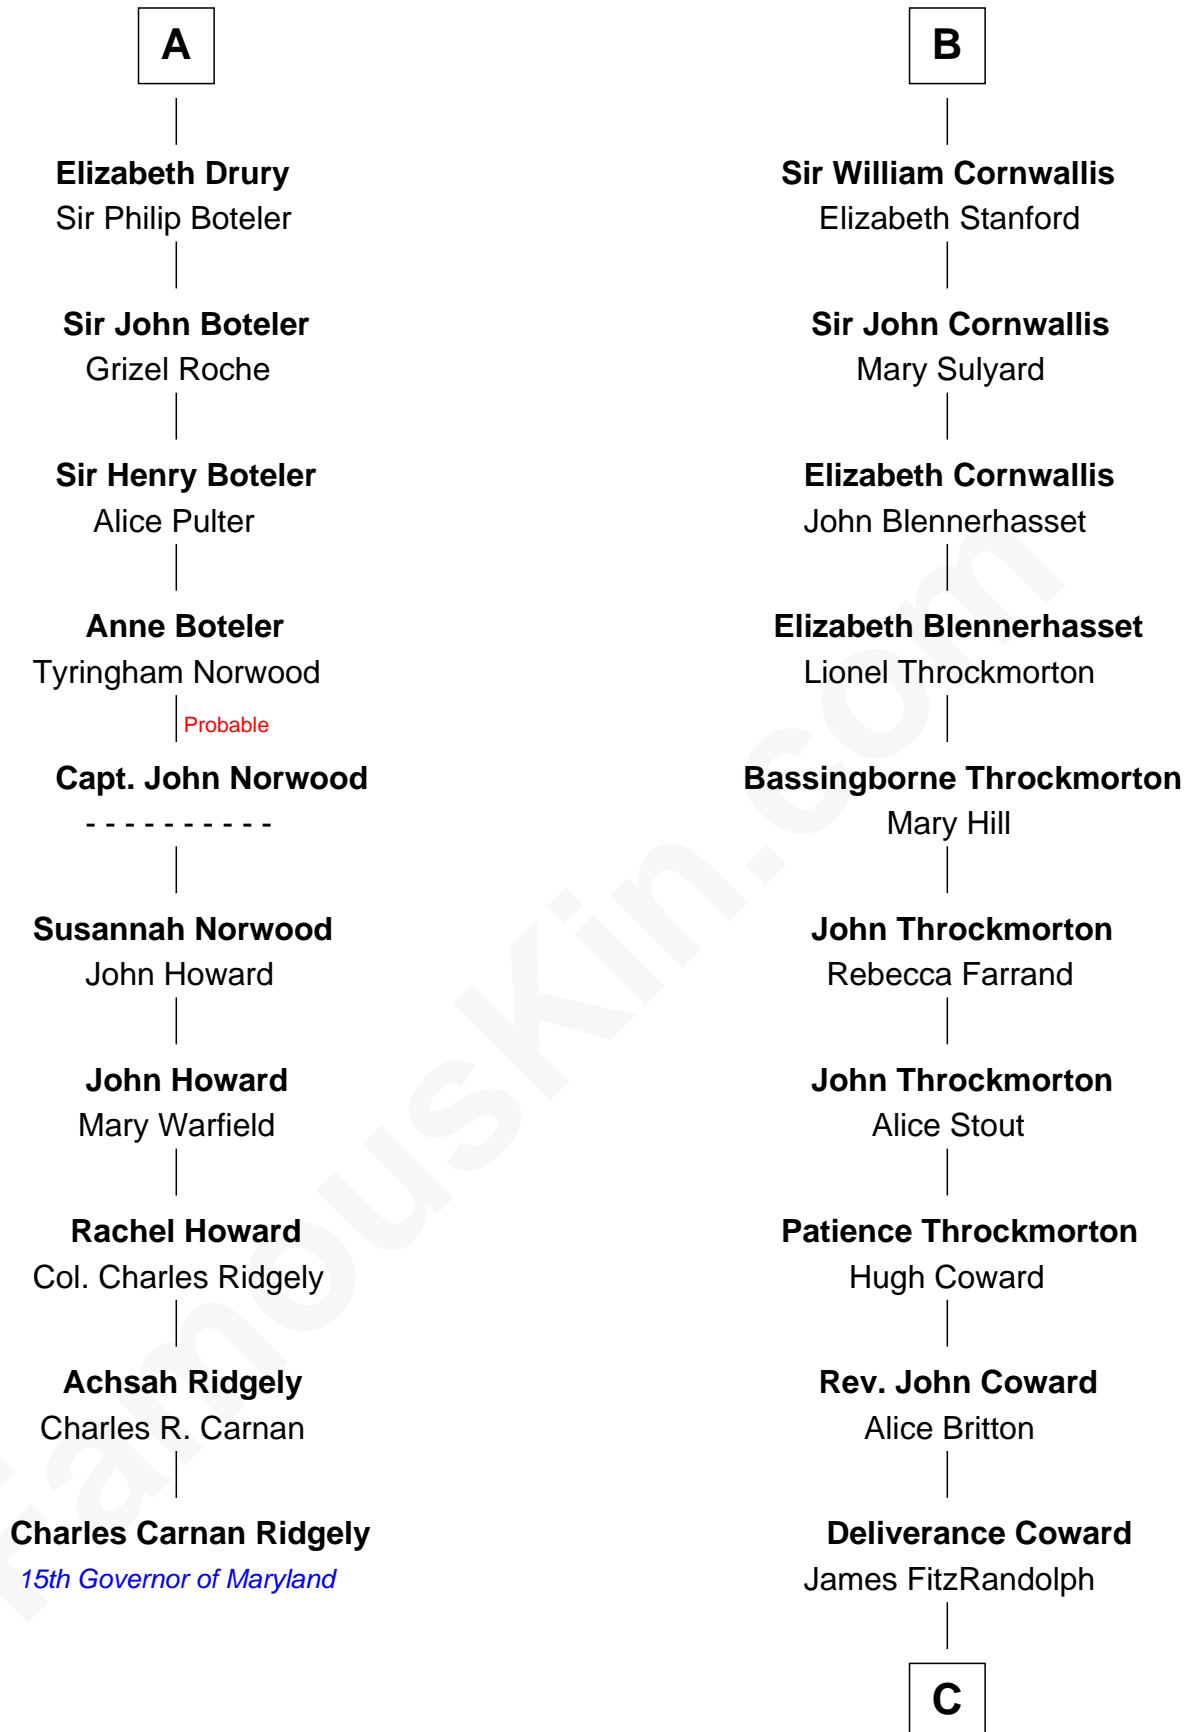 A
Elizabeth Drury
Sir Philip Boteler
Sir John Boteler
Grizel Roche
Sir Henry Boteler
Alice Pulter
Anne Boteler
Tyringham Norwood
Probable
Capt. John Norwood
- - - - - - - - - -
Susannah Norwood
John Howard
John Howard
Mary Warfield
Rachel Howard
Col. Charles Ridgely
Achsah Ridgely
Charles R. Carnan
Charles Carnan Ridgely
15th Governor of Maryland
B
Sir William Cornwallis
Elizabeth Stanford
Sir John Cornwallis
Mary Sulyard
Elizabeth Cornwallis
John Blennerhasset
Elizabeth Blennerhasset
Lionel Throckmorton
Bassingborne Throckmorton
Mary Hill
John Throckmorton
Rebecca Farrand
John Throckmorton
Alice Stout
Patience Throckmorton
Hugh Coward
Rev. John Coward
Alice Britton
Deliverance Coward
James FitzRandolph
C
FamousKin.com